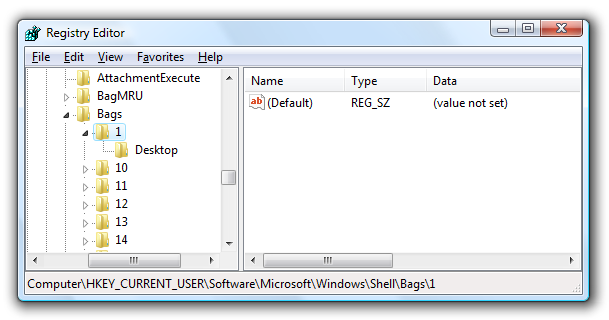 Registry Editor
File Edit View Favorites Help
AttachmentExecute
BagMRU
Bags
1
Desktop
10
11
12
13
14
Name Type Data
ab (Default) REG_SZ (value not set)
Computer\HKEY_CURRENT_USER\Software\Microsoft\Windows\Shell\Bags\1